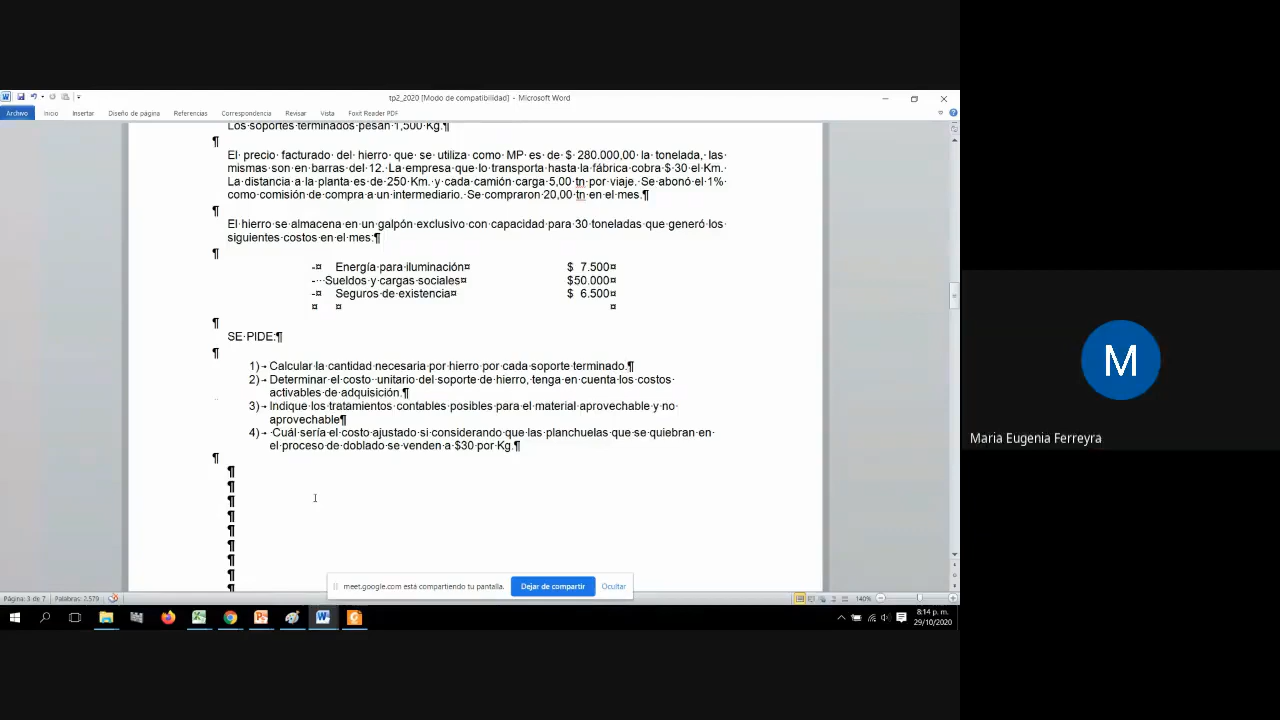 tp2_2020 [Modo de compatibilidad] - Microsoft Word
Archivo Inicio Insertar Diseño de página Referencias Correspondencia Revisar Vista Foxit Reader PDF
Los soportes terminados pesan 1,500 Kg.¶
¶
El precio facturado del hierro que se utiliza como MP es de $ 280.000,00 la tonelada, las
mismas son en barras del 12. La empresa que lo transporta hasta la fábrica cobra $ 30 el Km.
La distancia a la planta es de 250 Km. y cada camión carga 5,00 tn por viaje. Se abonó el 1%
como comisión de compra a un intermediario. Se compraron 20,00 tn en el mes.¶
¶
El hierro se almacena en un galpón exclusivo con capacidad para 30 toneladas que generó los
siguientes costos en el mes:¶
¶
-¤ Energía para iluminación¤ $ 7.500¤
- Sueldos y cargas sociales¤ $50.000¤
-¤ Seguros de existencia¤ $ 6.500¤
¤ ¤ ¤
¶
SE PIDE:¶
¶
1) Calcular la cantidad necesaria por hierro por cada soporte terminado.¶
2) Determinar el costo unitario del soporte de hierro, tenga en cuenta los costos
activables de adquisición.¶
3) Indique los tratamientos contables posibles para el material aprovechable y no
aprovechable¶
4) Cuál sería el costo ajustado si considerando que las planchuelas que se quiebran en
el proceso de doblado se venden a $30 por Kg.¶
¶
¶
¶
¶
¶
¶
¶
¶
¶
¶
meet.google.com está compartiendo tu pantalla. Dejar de compartir Ocultar
Página: 3 de 7 Palabras: 2.579 140%
8:14 p. m.
29/10/2020
M
Maria Eugenia Ferreyra